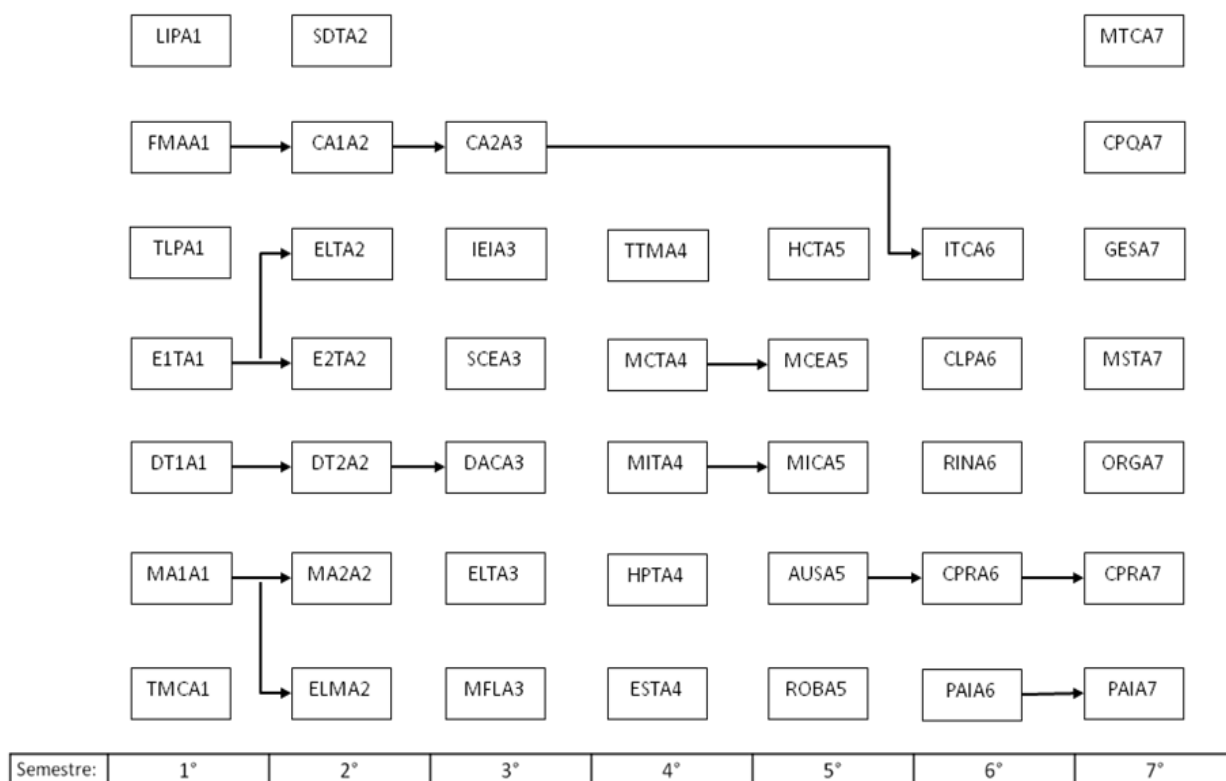 LIPA1 SDTA2 MTCA7
FMAA1 CA1A2 CA2A3 CPQA7
TLPA1 ELTA2 IEIA3 TTMA4 HCTA5 ITCA6 GESA7
E1TA1 E2TA2 SCEA3 MCTA4 MCEA5 CLPA6 MSTA7
DT1A1 DT2A2 DACA3 MITA4 MICA5 RINA6 ORGA7
MA1A1 MA2A2 ELTA3 HPTA4 AUSA5 CPRA6 CPRA7
TMCA1 ELMA2 MFLA3 ESTA4 ROBA5 PAIA6 PAIA7
Semestre: 1° 2° 3° 4° 5° 6° 7°